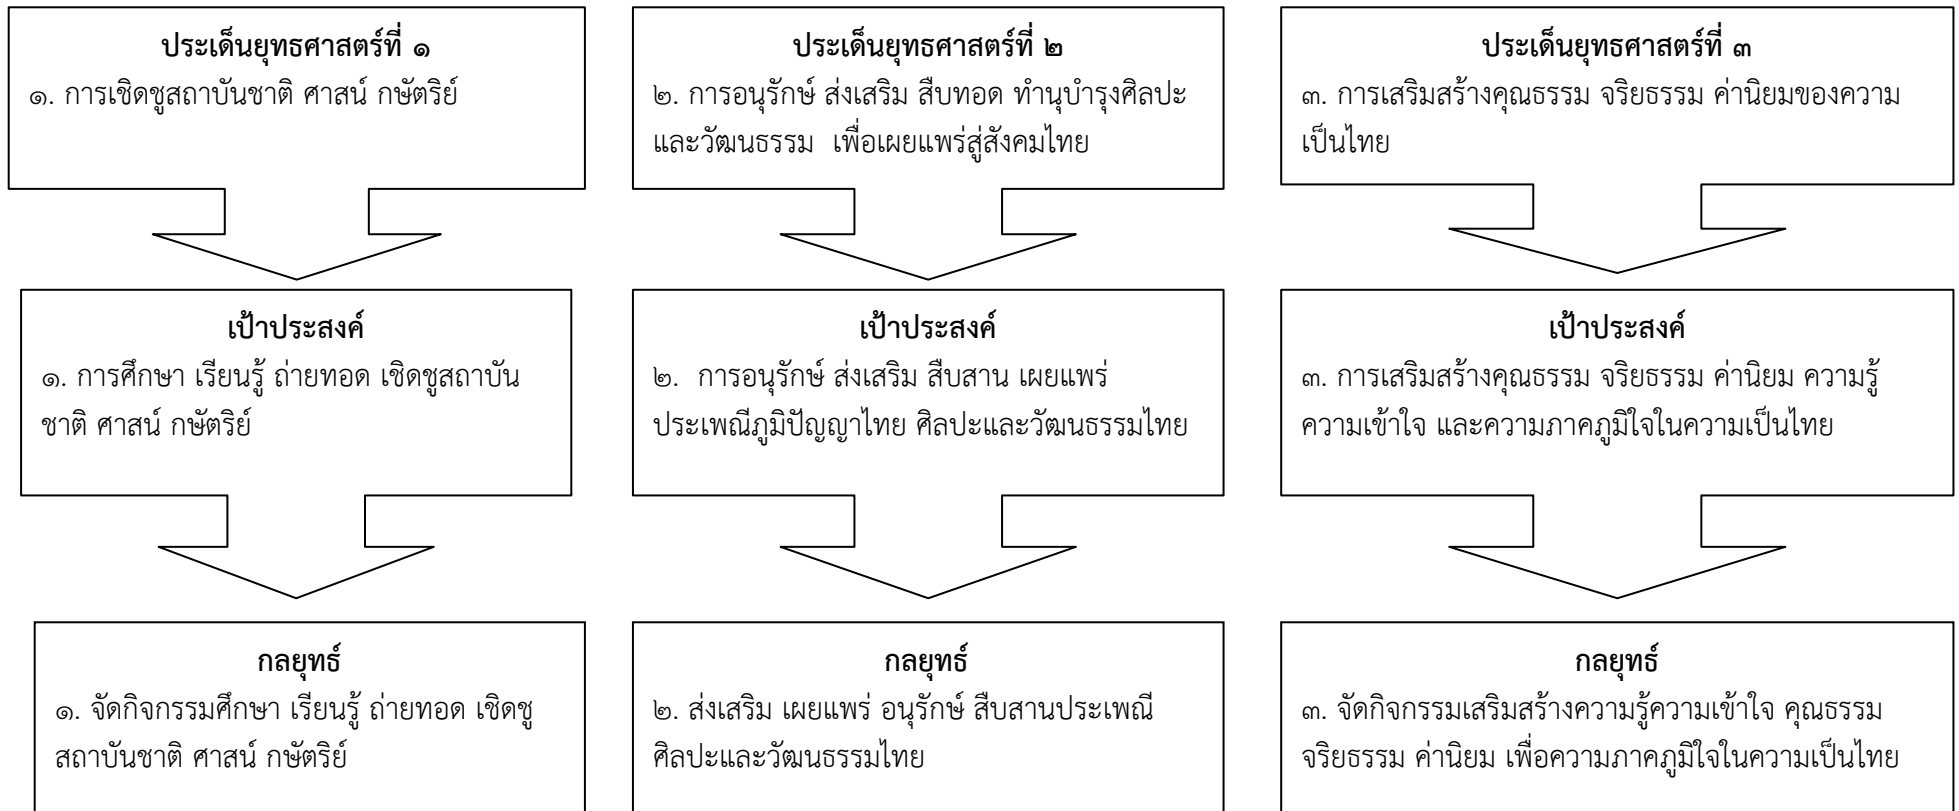 ประเด็นยุทธศาสตร์ที่ ๑
๑. การเชิดชูสถาบันชาติ ศาสน์ กษัตริย์
ประเด็นยุทธศาสตร์ที่ ๒
๒. การอนุรักษ์ ส่งเสริม สืบทอด ทำนุบำรุงศิลปะ
และวัฒนธรรม เพื่อเผยแพร่สู่สังคมไทย
ประเด็นยุทธศาสตร์ที่ ๓
๓. การเสริมสร้างคุณธรรม จริยธรรม ค่านิยมของความ
เป็นไทย
เป้าประสงค์
๑. การศึกษา เรียนรู้ ถ่ายทอด เชิดชูสถาบัน
ชาติ ศาสน์ กษัตริย์
เป้าประสงค์
๒. การอนุรักษ์ ส่งเสริม สืบสาน เผยแพร่
ประเพณีภูมิปัญญาไทย ศิลปะและวัฒนธรรมไทย
เป้าประสงค์
๓. การเสริมสร้างคุณธรรม จริยธรรม ค่านิยม ความรู้
ความเข้าใจ และความภาคภูมิใจในความเป็นไทย
กลยุทธ์
๑. จัดกิจกรรมศึกษา เรียนรู้ ถ่ายทอด เชิดชู
สถาบันชาติ ศาสน์ กษัตริย์
กลยุทธ์
๒. ส่งเสริม เผยแพร่ อนุรักษ์ สืบสานประเพณี
ศิลปะและวัฒนธรรมไทย
กลยุทธ์
๓. จัดกิจกรรมเสริมสร้างความรู้ความเข้าใจ คุณธรรม
จริยธรรม ค่านิยม เพื่อความภาคภูมิใจในความเป็นไทย